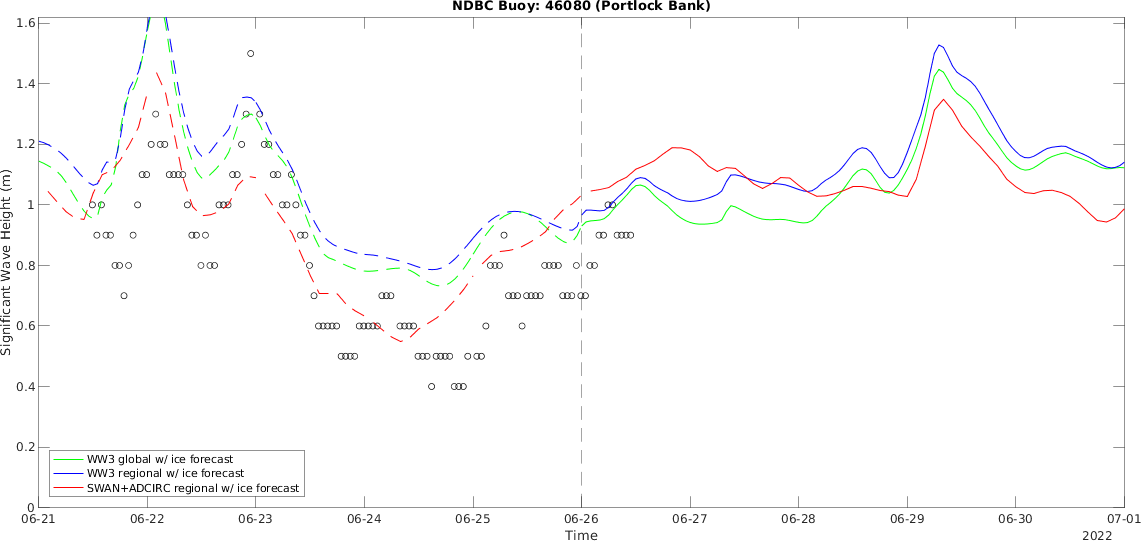 NDBC Buoy: 46080 (Portlock Bank)
1.6
1.4
1.2
1
0.8
0.6
0.4
0.2
0
Significant Wave Height (m)
WW3 global w/ ice forecast
WW3 regional w/ ice forecast
SWAN+ADCIRC regional w/ ice forecast
06-21 06-22 06-23 06-24 06-25 06-26 06-27 06-28 06-29 06-30 07-01
Time
2022